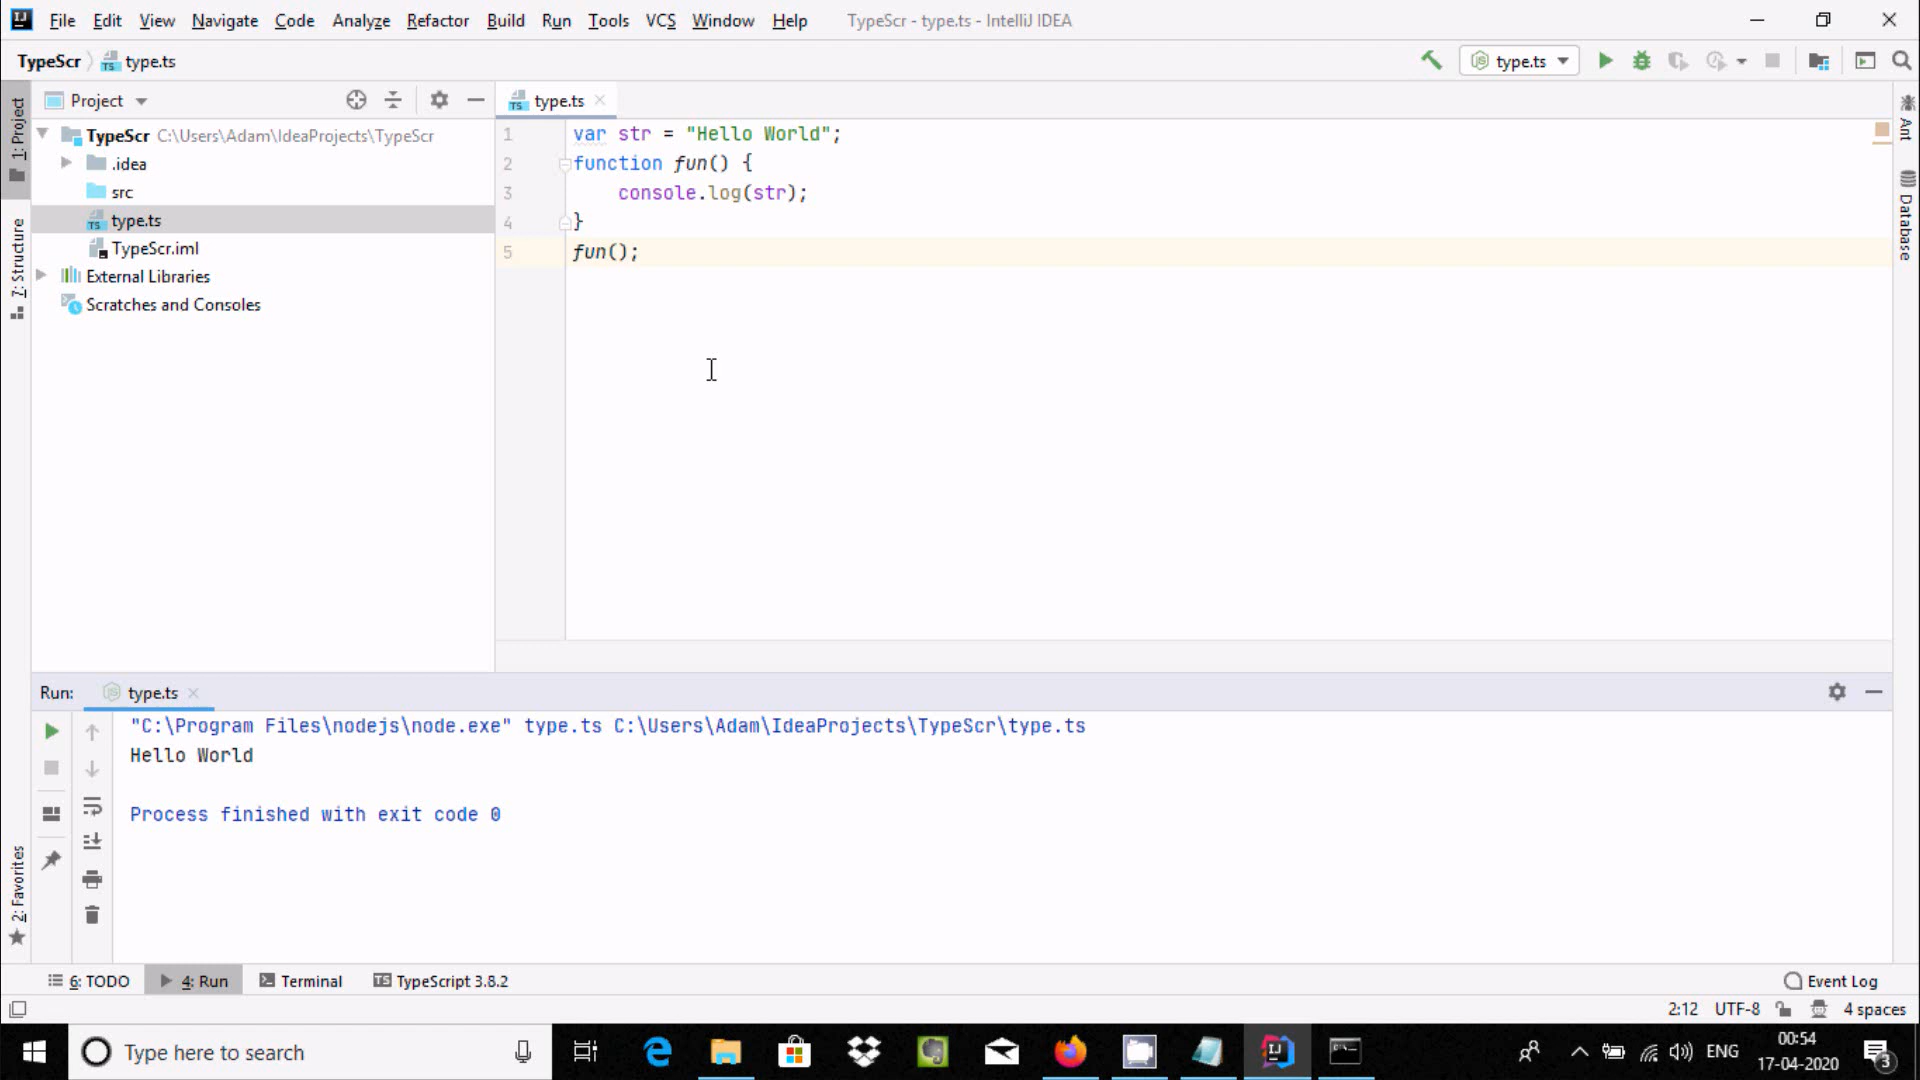 File Edit View Navigate Code Analyze Refactor Build Run Tools VCS Window Help TypeScr - type.ts - IntelliJ IDEA
TypeScr type.ts
type.ts
Project
type.ts
1: Project
7: Structure
2: Favorites
Ant
Database
TypeScr C:\Users\Adam\IdeaProjects\TypeScr
.idea
src
type.ts
TypeScr.iml
External Libraries
Scratches and Consoles
1 var str = "Hello World";
2 function fun() {
3 console.log(str);
4 }
5 fun();
Run: type.ts
"C:\Program Files\nodejs\node.exe" type.ts C:\Users\Adam\IdeaProjects\TypeScr\type.ts
Hello World
Process finished with exit code 0
6: TODO 4: Run Terminal TypeScript 3.8.2 Event Log
2:12 UTF-8 4 spaces
Type here to search
ENG
00:54
17-04-2020
3